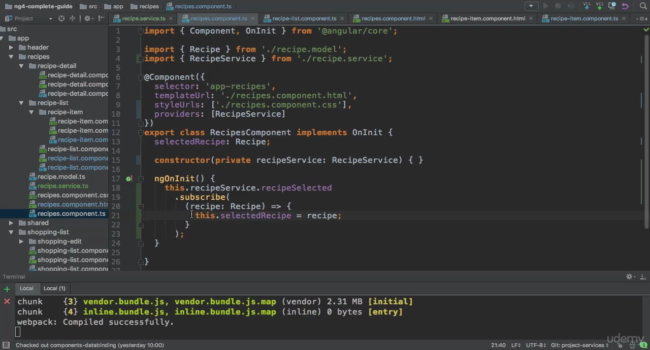 ng4-complete-guide src app recipes recipes.component.ts
recipes.component.ts
recipe.service.ts recipes.component.ts recipe-list.component.ts recipe-item.component.html recipe-item.component.ts
src
app
header
recipes
recipe-detail
recipe-detail.compo
recipe-detail.compo
recipe-detail.compo
recipe-list
recipe-item
recipe-item.com
recipe-item.com
recipe-item.com
recipe-list.compone
recipe-list.compone
recipe-list.compone
recipe.model.ts
recipe.service.ts
recipes.component.css
recipes.component.htm
recipes.component.ts
shared
shopping-list
shopping-edit
shopping-list.compon
shopping-list.compon
1 import { Component, OnInit } from '@angular/core';
2
3 import { Recipe } from './recipe.model';
4 import { RecipeService } from './recipe.service';
5
6 @Component({
7 selector: 'app-recipes',
8 templateUrl: './recipes.component.html',
9 styleUrls: ['./recipes.component.css'],
10 providers: [RecipeService]
11 })
12 export class RecipesComponent implements OnInit {
13 selectedRecipe: Recipe;
14
15 constructor(private recipeService: RecipeService) { }
16
17 ngOnInit() {
18 this.recipeService.recipeSelected
19 .subscribe(
20 (recipe: Recipe) => {
21 this.selectedRecipe = recipe;
22 }
23 );
24 }
25
26 }
Terminal
Local Local (1)
chunk {3} vendor.bundle.js, vendor.bundle.js.map (vendor) 2.31 MB [initial]
chunk {4} inline.bundle.js, inline.bundle.js.map (inline) 0 bytes [entry]
webpack: Compiled successfully.
udemy
Checked out components-databinding (yesterday 10:00) 21:40 LF÷ UTF-8÷ Git: project-services÷